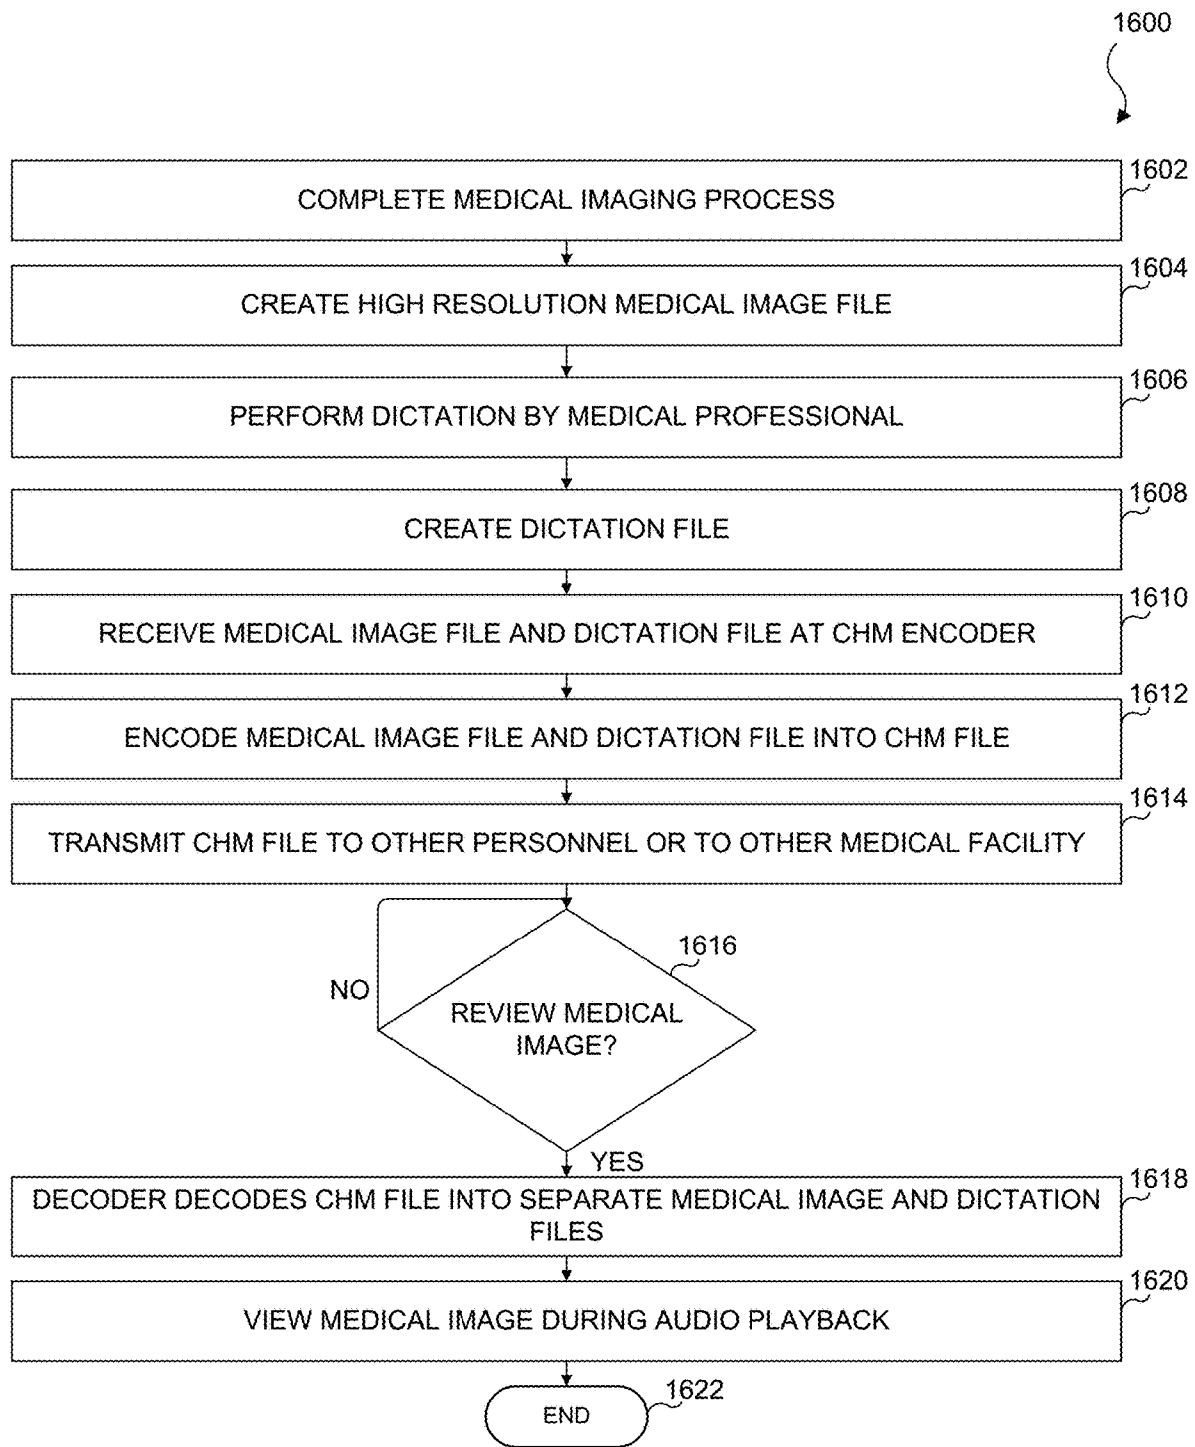 1600
1602
COMPLETE MEDICAL IMAGING PROCESS
1604
CREATE HIGH RESOLUTION MEDICAL IMAGE FILE
1606
PERFORM DICTATION BY MEDICAL PROFESSIONAL
1608
CREATE DICTATION FILE
1610
RECEIVE MEDICAL IMAGE FILE AND DICTATION FILE AT CHM ENCODER
1612
ENCODE MEDICAL IMAGE FILE AND DICTATION FILE INTO CHM FILE
1614
TRANSMIT CHM FILE TO OTHER PERSONNEL OR TO OTHER MEDICAL FACILITY
1616
NO
REVIEW MEDICAL
IMAGE?
YES
1618
DECODER DECODES CHM FILE INTO SEPARATE MEDICAL IMAGE AND DICTATION
FILES
1620
VIEW MEDICAL IMAGE DURING AUDIO PLAYBACK
1622
END